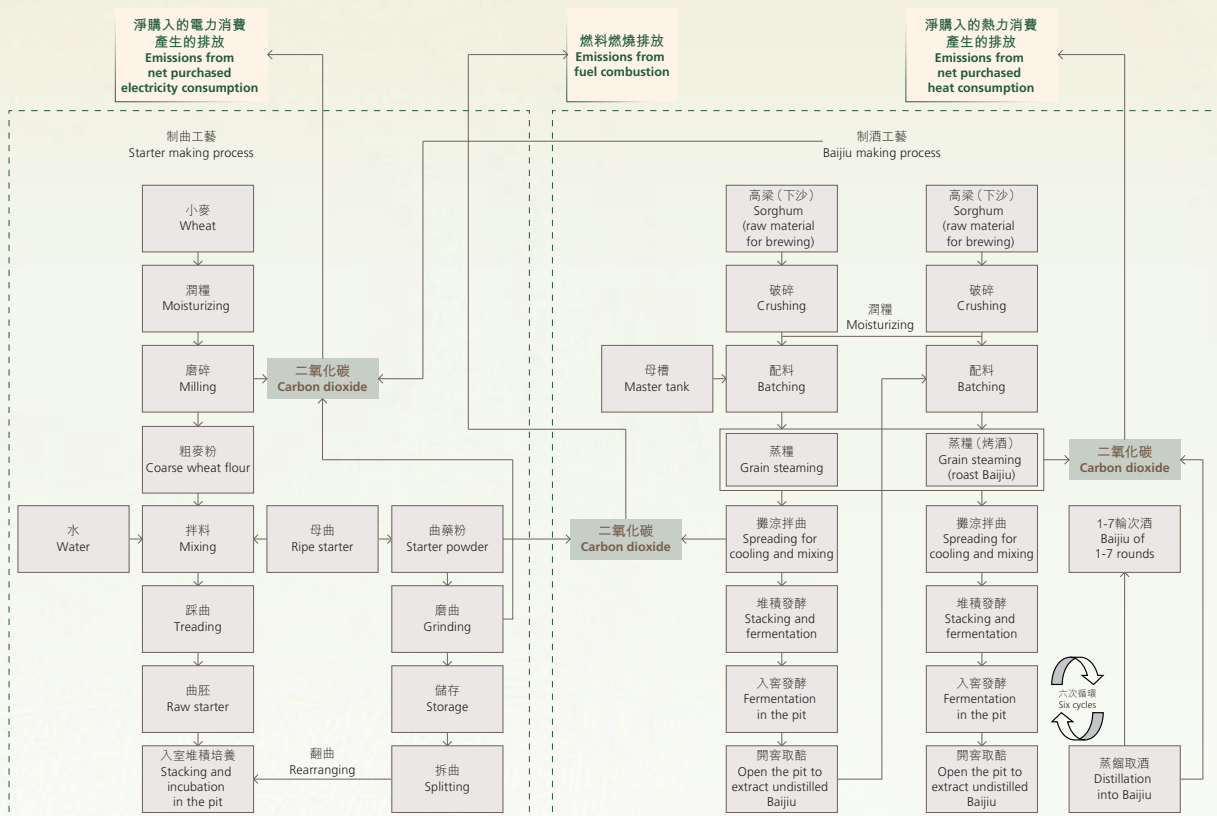 淨購入的電力消費
產生的排放
Emissions from
net purchased
electricity consumption
燃料燃燒排放
Emissions from
fuel combustion
淨購入的熱力消費
產生的排放
Emissions from
net purchased
heat consumption
制曲工藝
Starter making process
小麥
Wheat
潤糧
Moisturizing
磨碎
Milling
二氧化碳
Carbon dioxide
粗麥粉
Coarse wheat flour
水
Water
拌料
Mixing
母曲
Ripe starter
曲藥粉
Starter powder
踩曲
Treading
磨曲
Grinding
曲胚
Raw starter
儲存
Storage
入室堆積培養
Stacking and
incubation
in the pit
翻曲
Rearranging
拆曲
Splitting
制酒工藝
Baijiu making process
高梁（下沙）
Sorghum
(raw material
for brewing)
高梁（下沙）
Sorghum
(raw material
for brewing)
破碎
Crushing
潤糧
Moisturizing
破碎
Crushing
母槽
Master tank
配料
Batching
配料
Batching
蒸糧
Grain steaming
蒸糧（烤酒）
Grain steaming
(roast Baijiu)
二氧化碳
Carbon dioxide
二氧化碳
Carbon dioxide
攤涼拌曲
Spreading for
cooling and mixing
攤涼拌曲
Spreading for
cooling and mixing
1-7輪次酒
Baijiu of
1-7 rounds
堆積發酵
Stacking and
fermentation
堆積發酵
Stacking and
fermentation
入窖發酵
Fermentation
in the pit
入窖發酵
Fermentation
in the pit
六次循環
Six cycles
開窖取醅
Open the pit to
extract undistilled
Baijiu
開窖取醅
Open the pit to
extract undistilled
Baijiu
蒸餾取酒
Distillation
into Baijiu